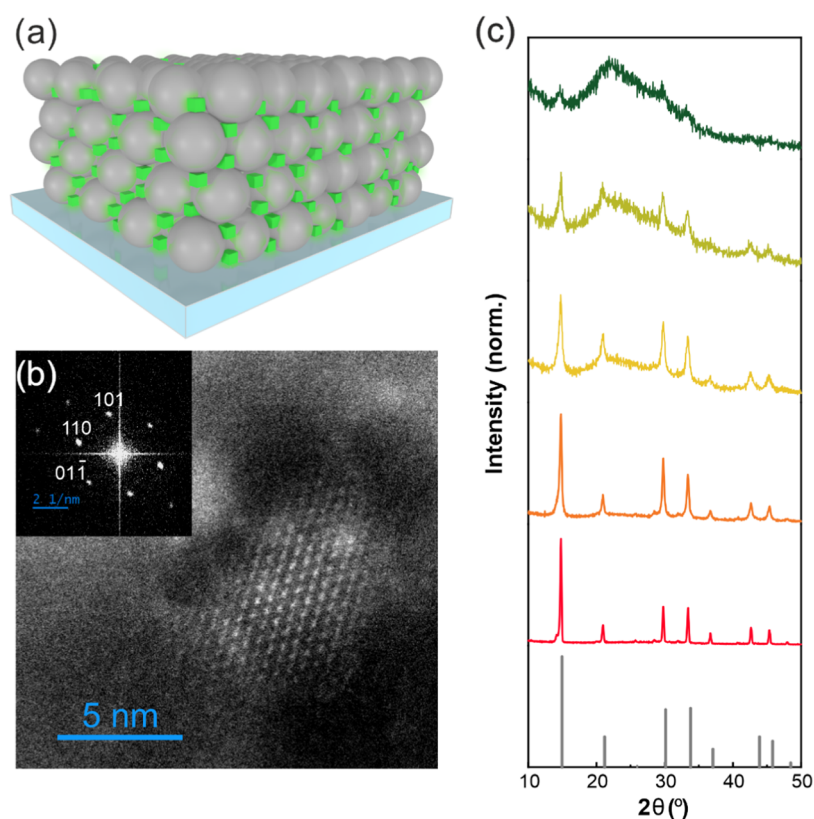 (a)
(b)
101
110
011̄
2 1/nm
5 nm
(c)
Intensity (norm.)
10 20 30 40 50
2θ (º)